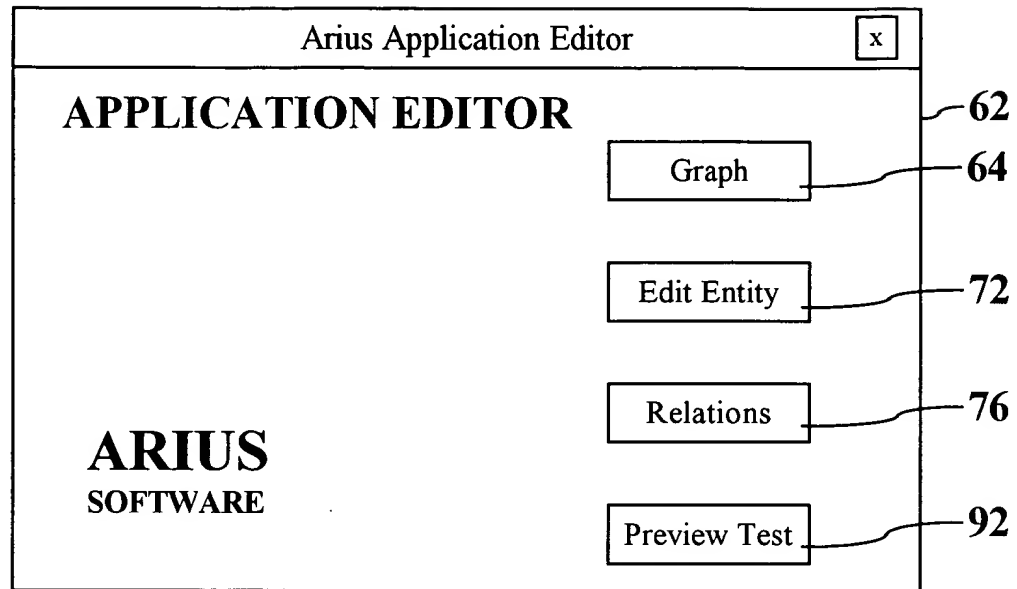 Arius Application Editor x
APPLICATION EDITOR
62
Graph
64
Edit Entity
72
Relations
76
ARIUS
SOFTWARE
Preview Test
92